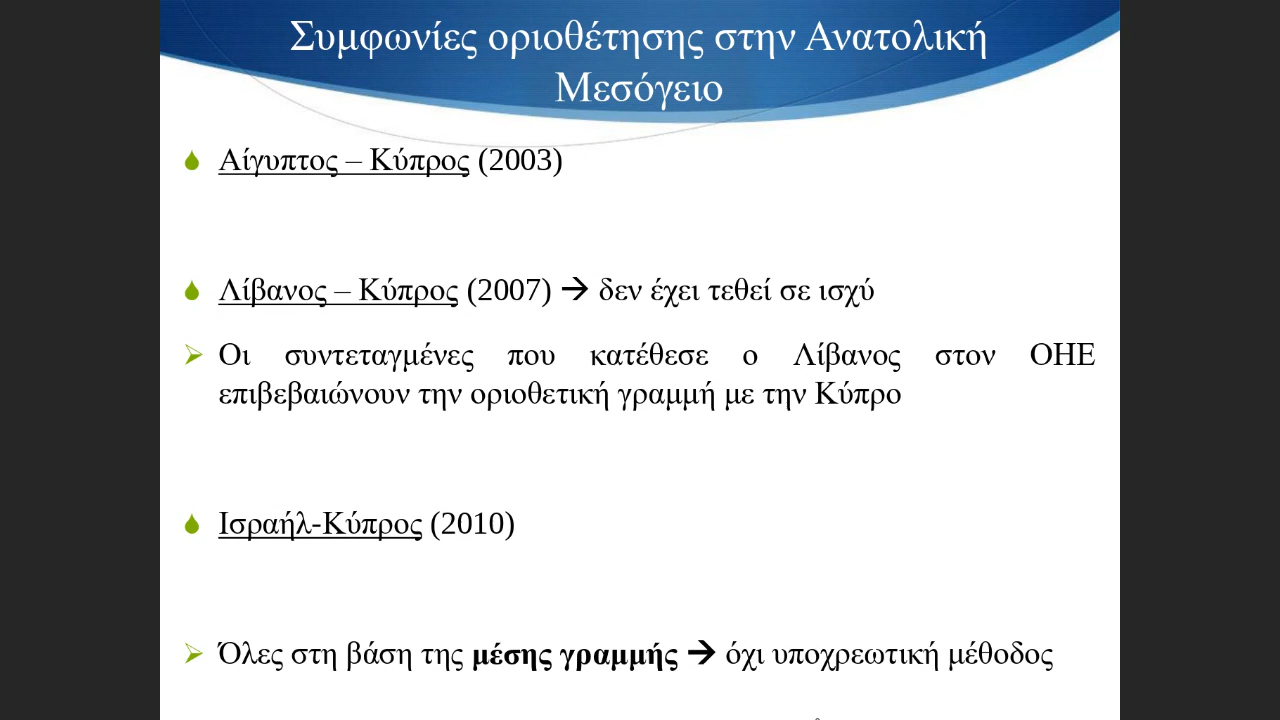 Συμφωνίες οριοθέτησης στην Ανατολική
Μεσόγειο
Αίγυπτος – Κύπρος (2003)
Λίβανος – Κύπρος (2007) → δεν έχει τεθεί σε ισχύ
Οι συντεταγμένες που κατέθεσε ο Λίβανος στον ΟΗΕ
επιβεβαιώνουν την οριοθετική γραμμή με την Κύπρο
Ισραήλ-Κύπρος (2010)
Όλες στη βάση της μέσης γραμμής → όχι υποχρεωτική μέθοδος